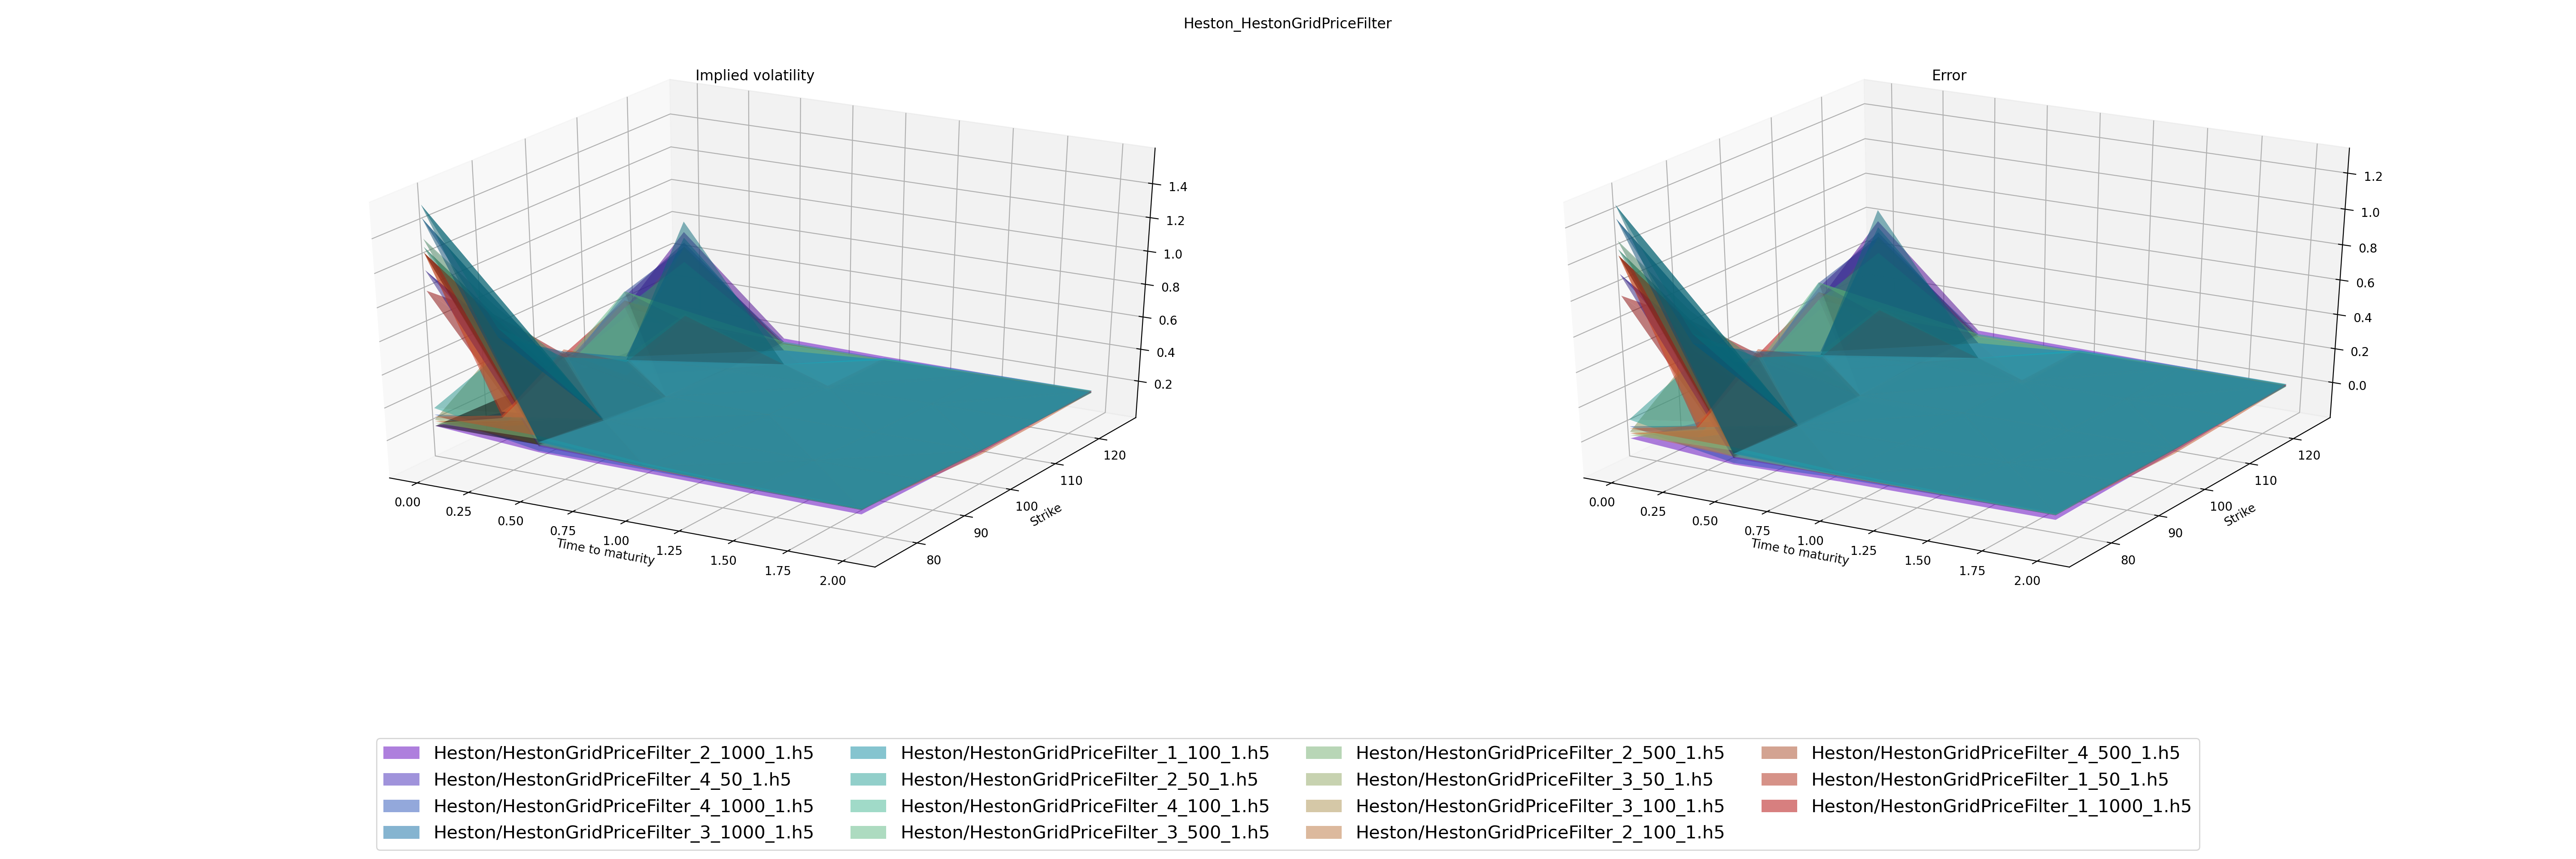 Heston_HestonGridPriceFilter
Implied volatility
1.4
1.2
1.0
0.8
0.6
0.4
0.2
0.00
0.25
0.50
0.75
1.00
1.25
1.50
1.75
2.00
Time to maturity
80
90
100
110
120
Strike
Error
1.2
1.0
0.8
0.6
0.4
0.2
0.0
0.00
0.25
0.50
0.75
1.00
1.25
1.50
1.75
2.00
Time to maturity
80
90
100
110
120
Strike
Heston/HestonGridPriceFilter_2_1000_1.h5
Heston/HestonGridPriceFilter_4_50_1.h5
Heston/HestonGridPriceFilter_4_1000_1.h5
Heston/HestonGridPriceFilter_3_1000_1.h5
Heston/HestonGridPriceFilter_1_100_1.h5
Heston/HestonGridPriceFilter_2_50_1.h5
Heston/HestonGridPriceFilter_4_100_1.h5
Heston/HestonGridPriceFilter_3_500_1.h5
Heston/HestonGridPriceFilter_2_500_1.h5
Heston/HestonGridPriceFilter_3_50_1.h5
Heston/HestonGridPriceFilter_3_100_1.h5
Heston/HestonGridPriceFilter_2_100_1.h5
Heston/HestonGridPriceFilter_4_500_1.h5
Heston/HestonGridPriceFilter_1_50_1.h5
Heston/HestonGridPriceFilter_1_1000_1.h5